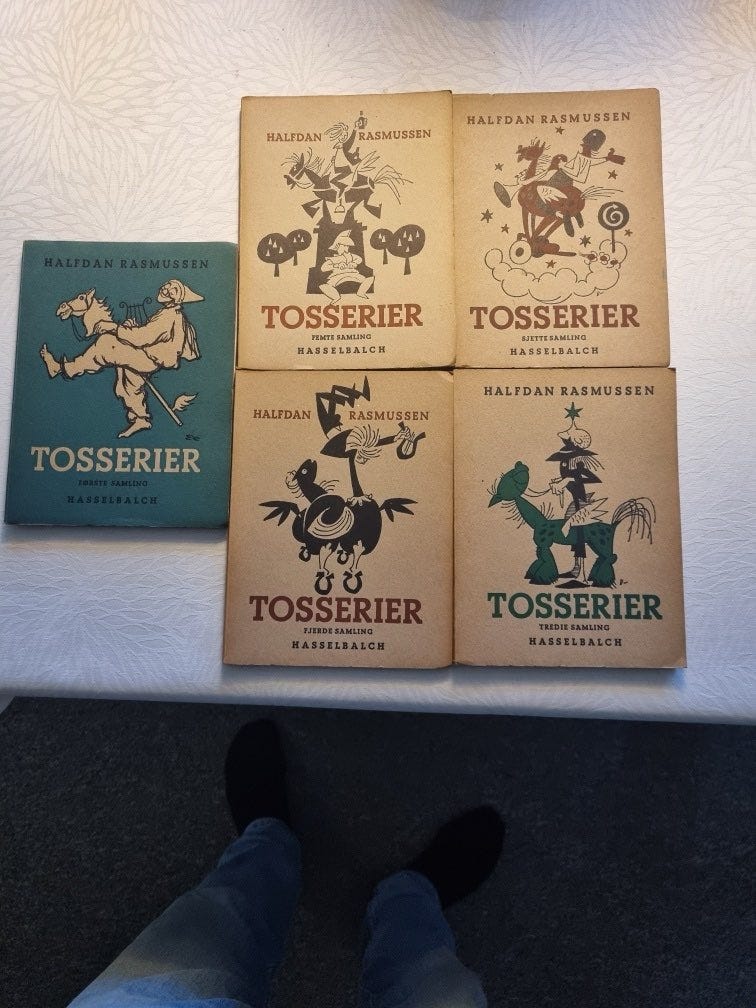 HALFDAN RASMUSSEN
TOSSERIER
FØRSTE SAMLING
HASSELBALCH
HALFDAN RASMUSSEN
TOSSERIER
FEMTE SAMLING
HASSELBALCH
HALFDAN RASMUSSEN
TOSSERIER
SJETTE SAMLING
HASSELBALCH
HALFDAN RASMUSSEN
TOSSERIER
FJERDE SAMLING
HASSELBALCH
HALFDAN RASMUSSEN
TOSSERIER
TREDIE SAMLING
HASSELBALCH